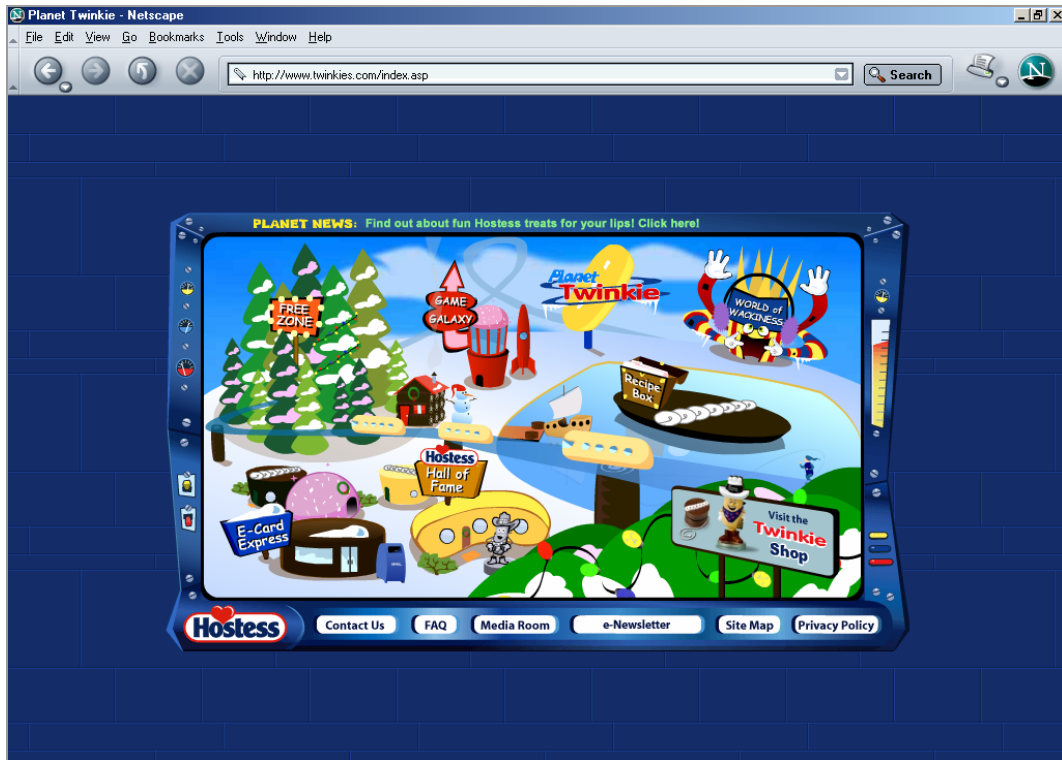 Planet Twinkie - Netscape
File Edit View Go Bookmarks Tools Window Help
http://www.twinkies.com/index.asp
Search
N
PLANET NEWS: Find out about fun Hostess treats for your lips! Click here!
FREE
ZONE
GAME
GALAXY
Planet
Twinkie
WORLD of
WACKINESS
Recipe
Box
Hostess
Hall of
Fame
E-Card
Express
Visit the
Twinkie
Shop
Hostess
Contact Us
FAQ
Media Room
e-Newsletter
Site Map
Privacy Policy